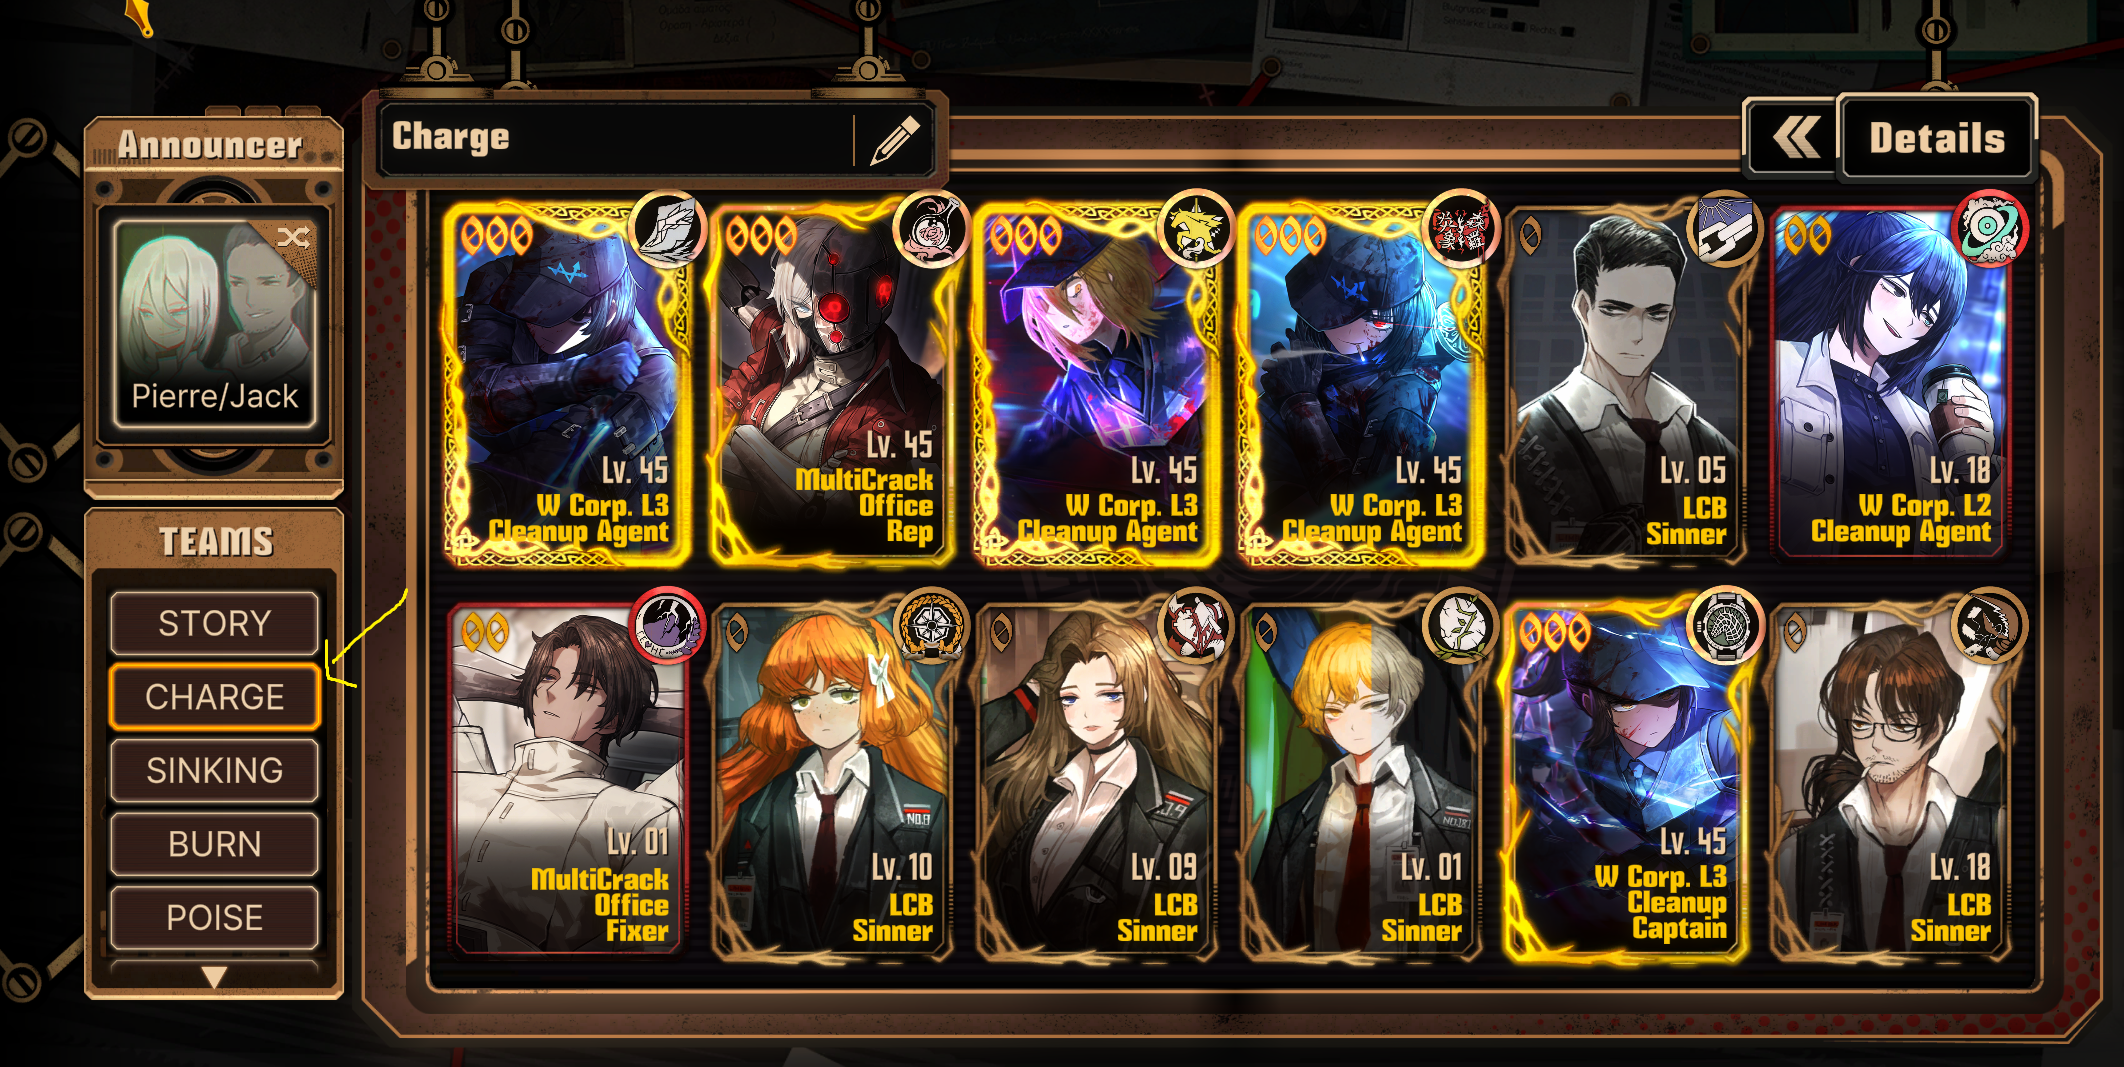 Announcer
Pierre/Jack
TEAMS
STORY
CHARGE
SINKING
BURN
POISE
Charge
Details
Lv. 45
W Corp. L3
Cleanup Agent
Lv. 45
MultiCrack
Office
Rep
Lv. 45
W Corp. L3
Cleanup Agent
Lv. 45
W Corp. L3
Cleanup Agent
Lv. 05
LCB
Sinner
Lv. 18
W Corp. L2
Cleanup Agent
Lv. 01
MultiCrack
Office
Fixer
Lv. 10
LCB
Sinner
Lv. 09
LCB
Sinner
Lv. 01
LCB
Sinner
Lv. 45
W Corp. L3
Cleanup
Captain
Lv. 18
LCB
Sinner